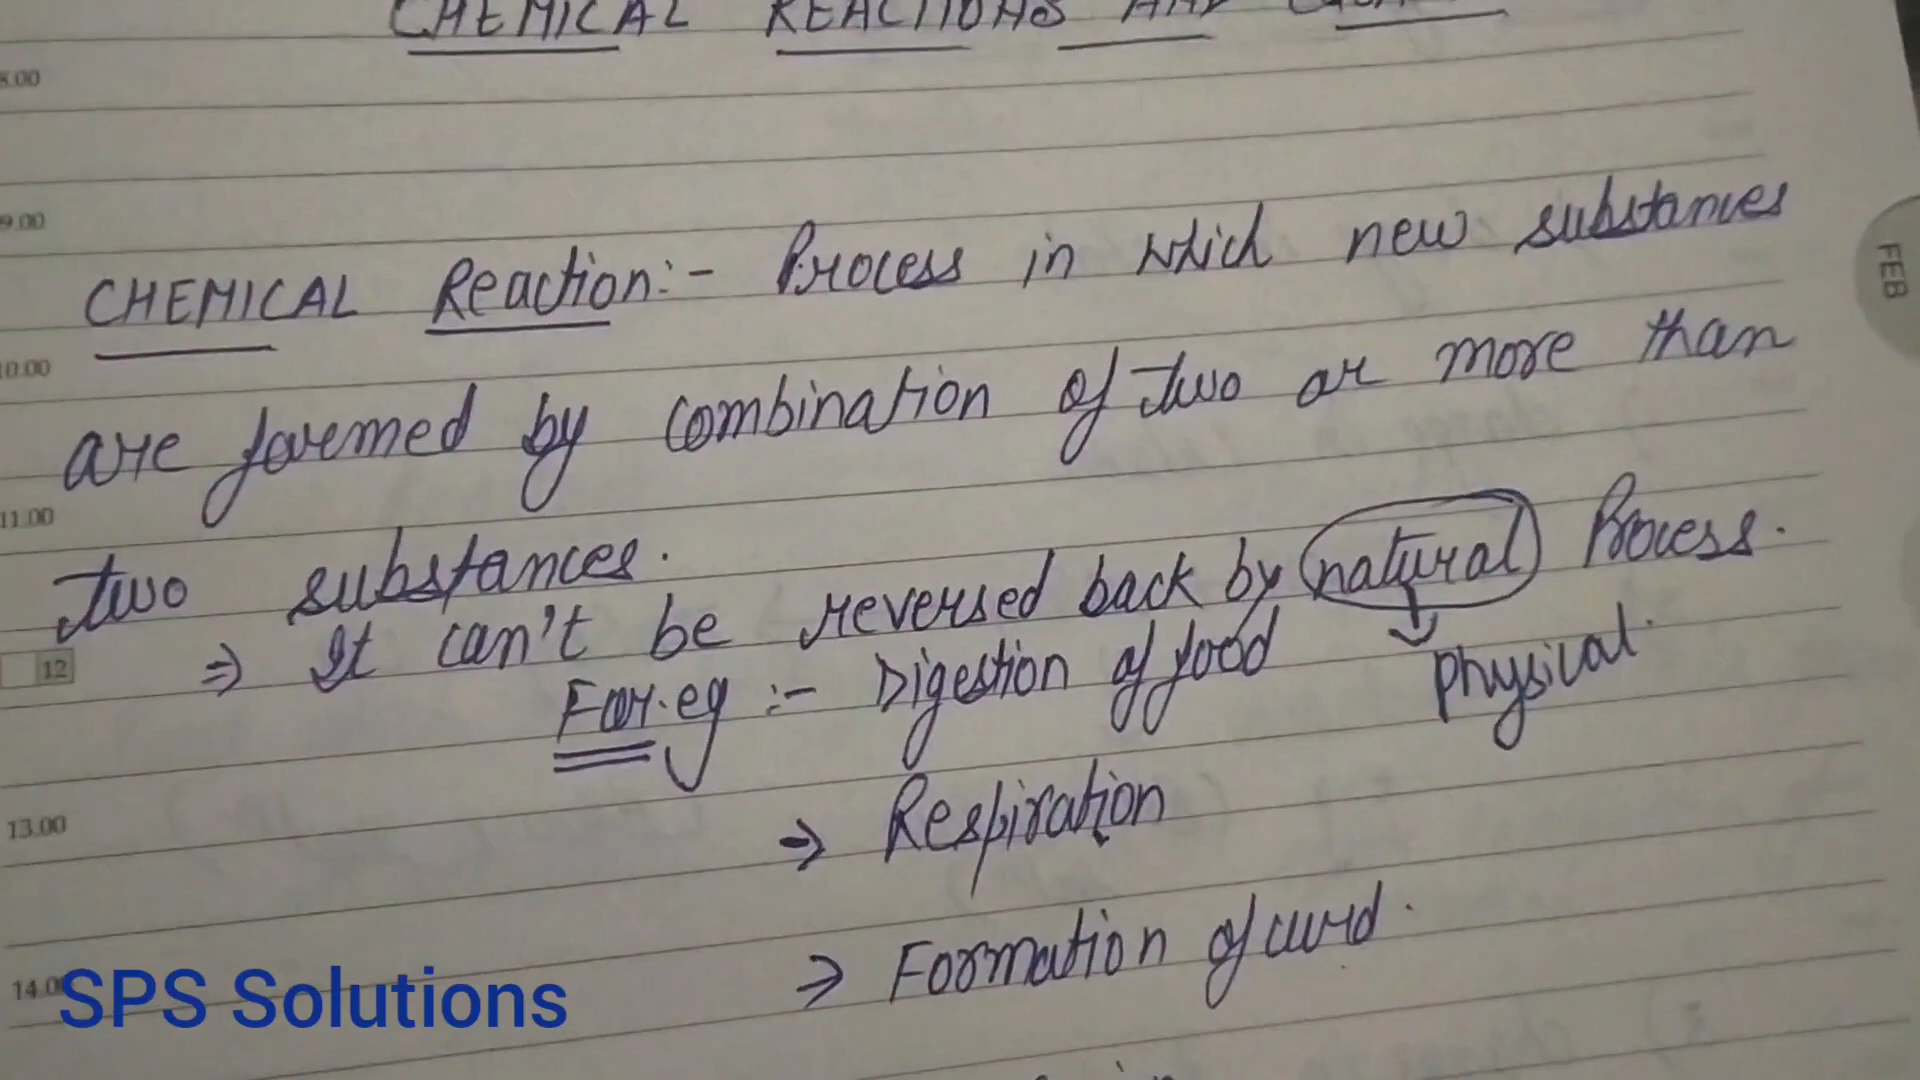 CHEMICAL REACTIONS AND
8.00
9.00
CHEMICAL Reaction:- Process in which new substances
FEB
10.00
are formed by combination of two or more than
11.00
two substances.
⇒ It can't be reversed back by natural Process.
12
Physical.
For.eg :- Digestion of food
13.00
⇒ Respiration
⇒ Formation of curd.
14.00
SPS Solutions